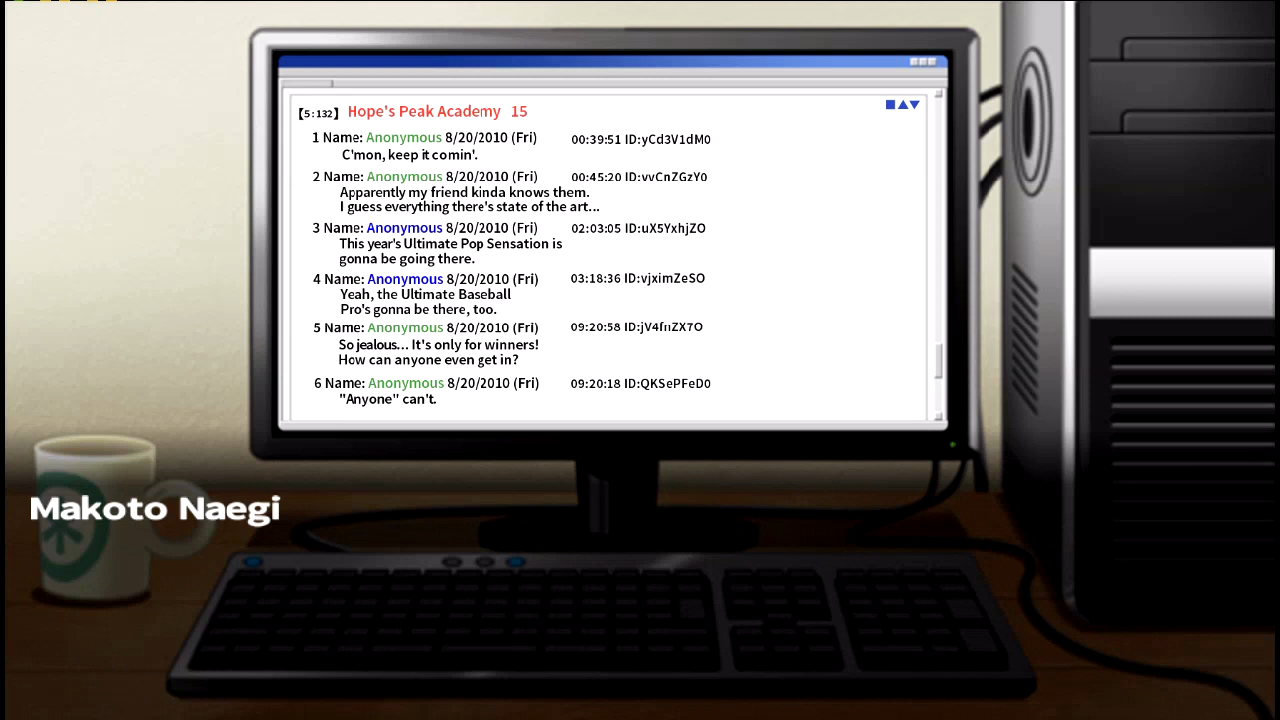 【5:132】 Hope's Peak Academy 15
1 Name: Anonymous 8/20/2010 (Fri) 00:39:51 ID:yCd3V1dM0
C'mon, keep it comin'.
2 Name: Anonymous 8/20/2010 (Fri) 00:45:20 ID:vvCnZGzY0
Apparently my friend kinda knows them.
I guess everything there's state of the art...
3 Name: Anonymous 8/20/2010 (Fri) 02:03:05 ID:uX5YxhjZO
This year's Ultimate Pop Sensation is
gonna be going there.
4 Name: Anonymous 8/20/2010 (Fri) 03:18:36 ID:vjximZeSO
Yeah, the Ultimate Baseball
Pro's gonna be there, too.
5 Name: Anonymous 8/20/2010 (Fri) 09:20:58 ID:jV4fnZX7O
So jealous... It's only for winners!
How can anyone even get in?
6 Name: Anonymous 8/20/2010 (Fri) 09:20:18 ID:QKSePFeD0
"Anyone" can't.
Makoto Naegi